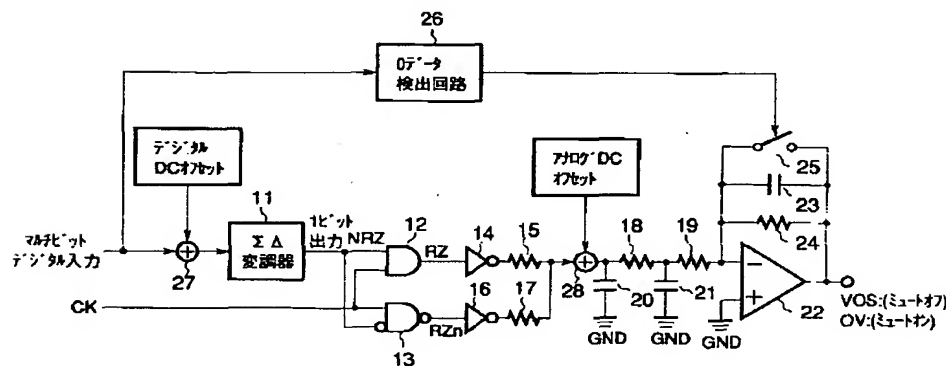 26
0データ
検出回路
デジタル
DCオフセット
アナログDC
オフセット
25
23
24
11
ΣΔ
変調器
1ビット
出力
NRZ
12
RZ
14
15
18
19
マルチビット
デジタル入力
27
28
20
21
22
CK
16
17
RZn
13
GND
GND
GND
VOS:(ミュートオフ)
OV:(ミュートオン)